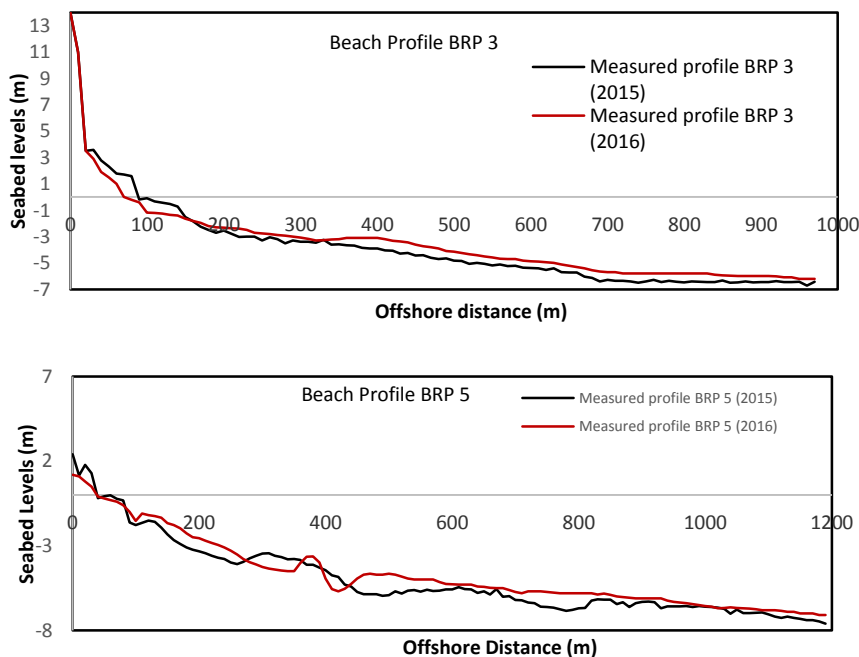 Beach Profile BRP 3
Measured profile BRP 3
(2015)
Measured profile BRP 3
(2016)
Seabed levels (m)
13
11
9
7
5
3
1
-1
-3
-5
-7
0 100 200 300 400 500 600 700 800 900 1000
Offshore distance (m)
Beach Profile BRP 5
Measured profile BRP 5 (2015)
Measured profile BRP 5 (2016)
Seabed Levels (m)
7
2
-3
-8
0 200 400 600 800 1000 1200
Offshore Distance (m)